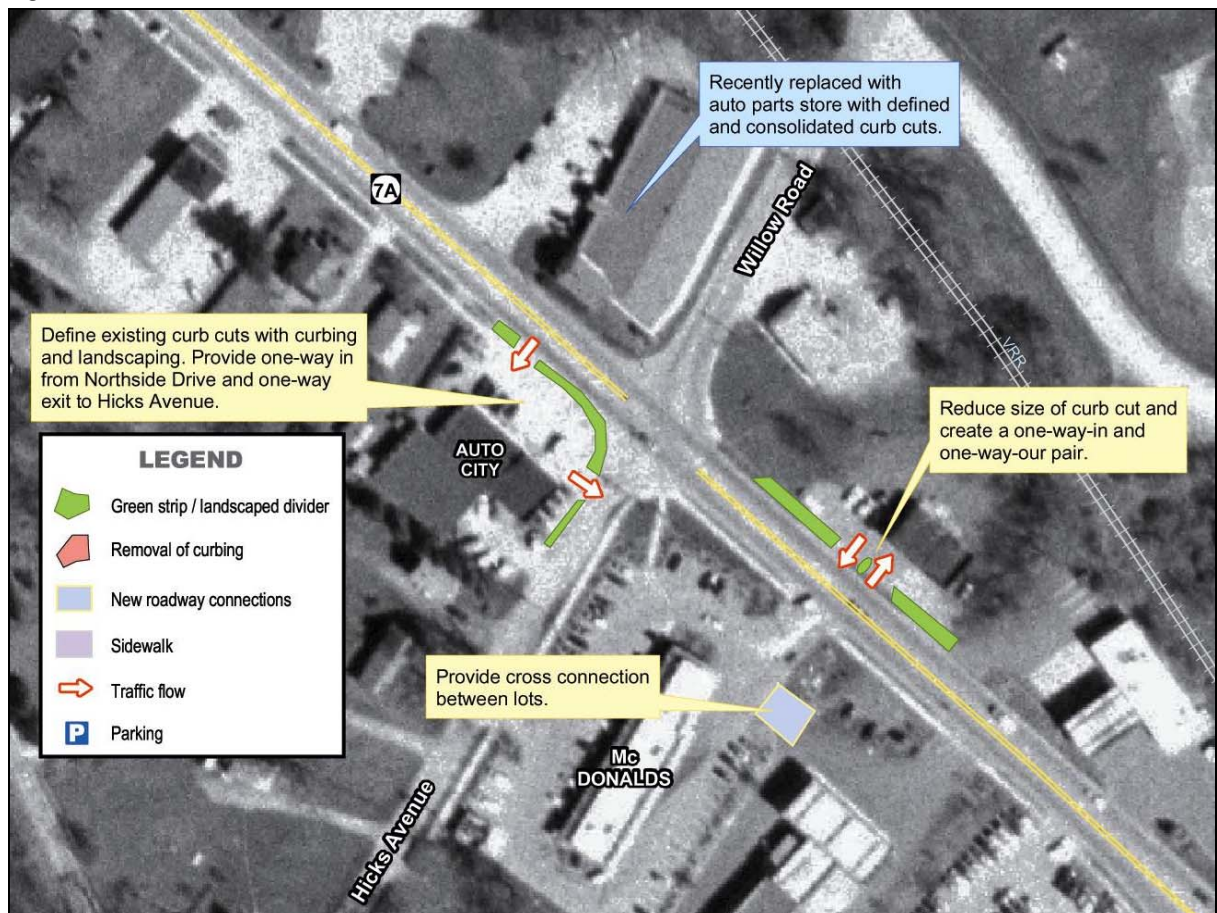 Recently replaced with
auto parts store with defined
and consolidated curb cuts.
7A
Willow Road
Define existing curb cuts with curbing
and landscaping. Provide one-way in
from Northside Drive and one-way
exit to Hicks Avenue.
VRR
Reduce size of curb cut and
create a one-way-in and
one-way-our pair.
AUTO
CITY
LEGEND
Green strip / landscaped divider
Removal of curbing
New roadway connections
Sidewalk
Traffic flow
P Parking
Provide cross connection
between lots.
Mc
DONALDS
Hicks Avenue